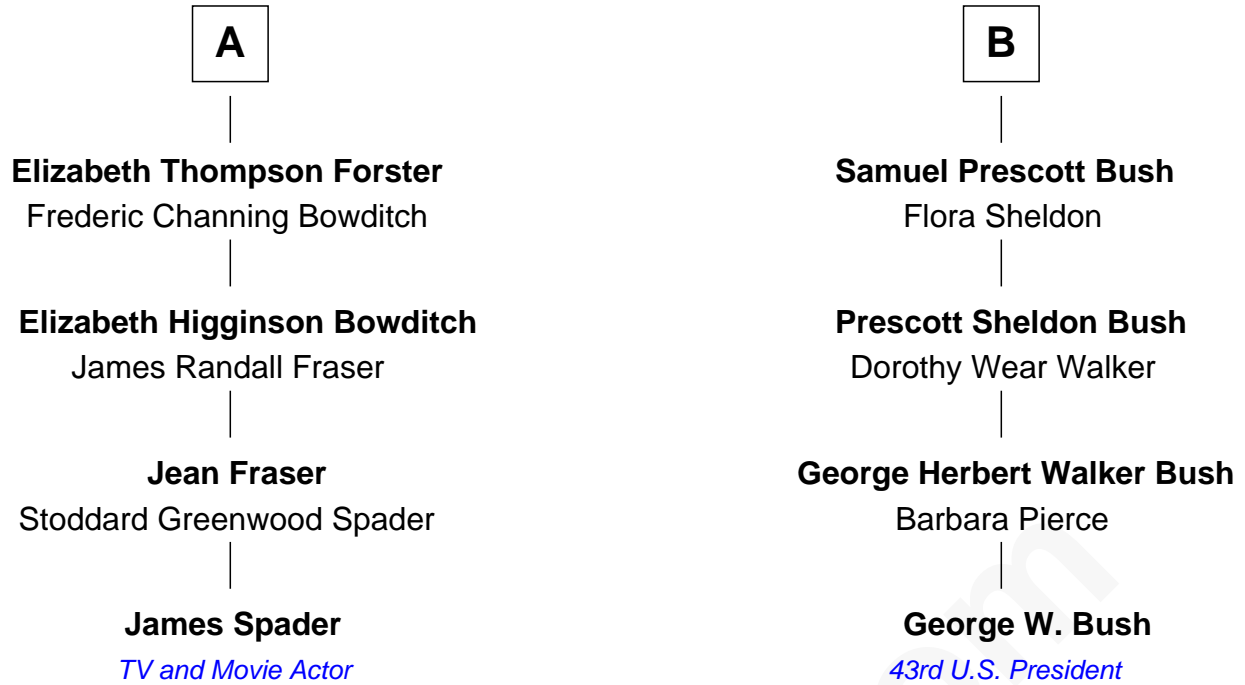 A
B
Elizabeth Thompson Forster
Frederic Channing Bowditch
Samuel Prescott Bush
Flora Sheldon
Elizabeth Higginson Bowditch
James Randall Fraser
Prescott Sheldon Bush
Dorothy Wear Walker
Jean Fraser
Stoddard Greenwood Spader
George Herbert Walker Bush
Barbara Pierce
James Spader
TV and Movie Actor
George W. Bush
43rd U.S. President